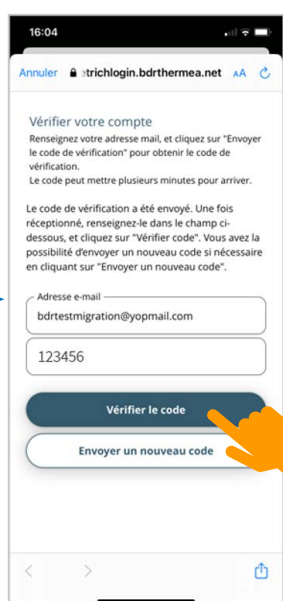 16:04
Annuler trichlogin.bdrthermea.net AA
Vérifier votre compte
Renseignez votre adresse mail, et cliquez sur "Envoyer
le code de vérification" pour obtenir le code de
vérification.
Le code peut mettre plusieurs minutes pour arriver.
Le code de vérification a été envoyé. Une fois
réceptionné, renseignez-le dans le champ ci-
dessous, et cliquez sur "Vérifier code". Vous avez la
possibilité d'envoyer un nouveau code si nécessaire
en cliquant sur "Envoyer un nouveau code".
Adresse e-mail
bdrtestmigration@yopmail.com
123456
Vérifier le code
Envoyer un nouveau code